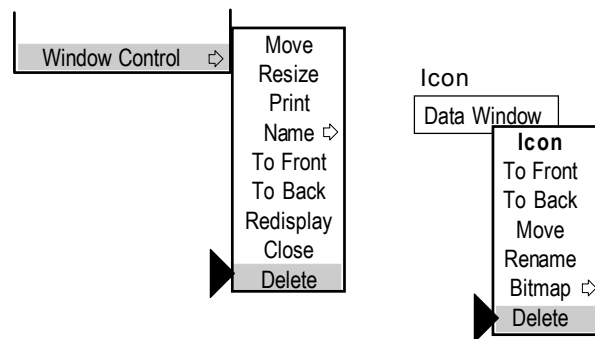 Window Control
Move
Resize
Print
Name
To Front
To Back
Redisplay
Close
Delete
Icon
Data Window
Icon
To Front
To Back
Move
Rename
Bitmap
Delete